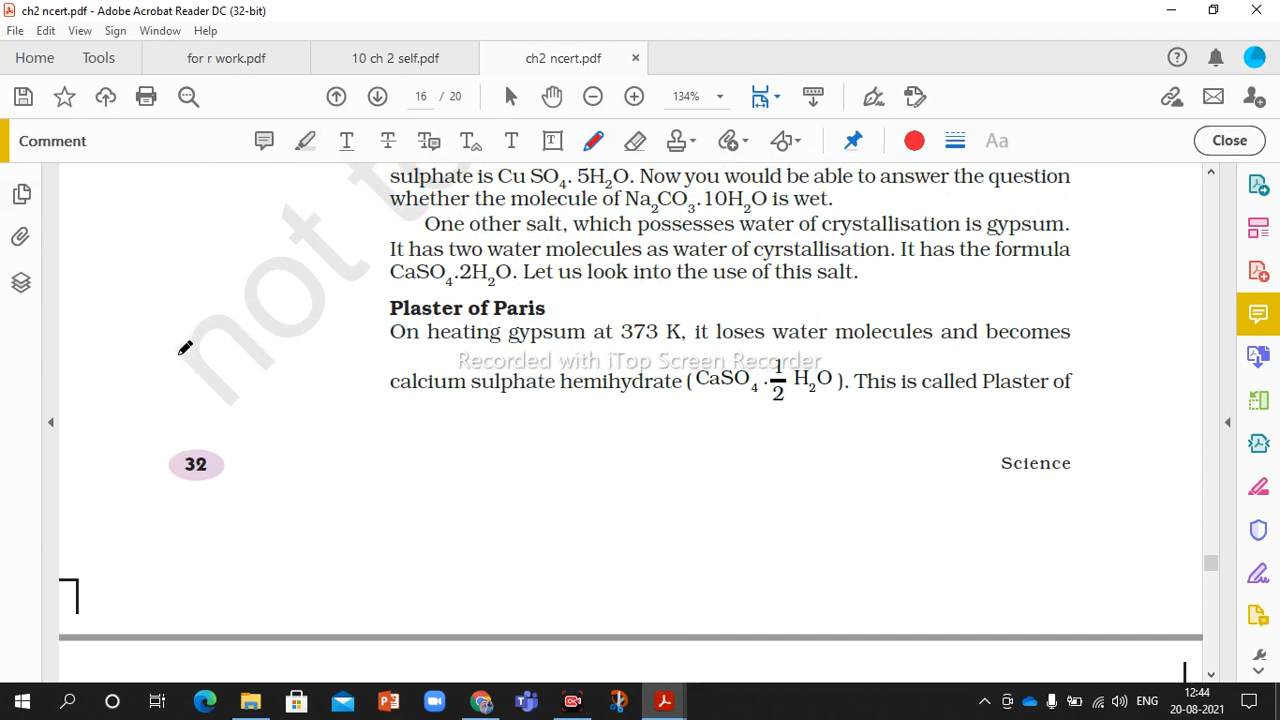 ch2 ncert.pdf - Adobe Acrobat Reader DC (32-bit)
File Edit View Sign Window Help
Home Tools for r work.pdf 10 ch 2 self.pdf ch2 ncert.pdf ×
16 / 20 134%
Comment Aa Close
not t
sulphate is Cu SO₄. 5H₂O. Now you would be able to answer the question
whether the molecule of Na₂CO₃.10H₂O is wet.
One other salt, which possesses water of crystallisation is gypsum.
It has two water molecules as water of cyrstallisation. It has the formula
CaSO₄.2H₂O. Let us look into the use of this salt.
Plaster of Paris
On heating gypsum at 373 K, it loses water molecules and becomes
Recorded with iTop Screen Recorder
calcium sulphate hemihydrate (CaSO₄.1/2 H₂O). This is called Plaster of
32 Science
ENG 12:44
20-08-2021